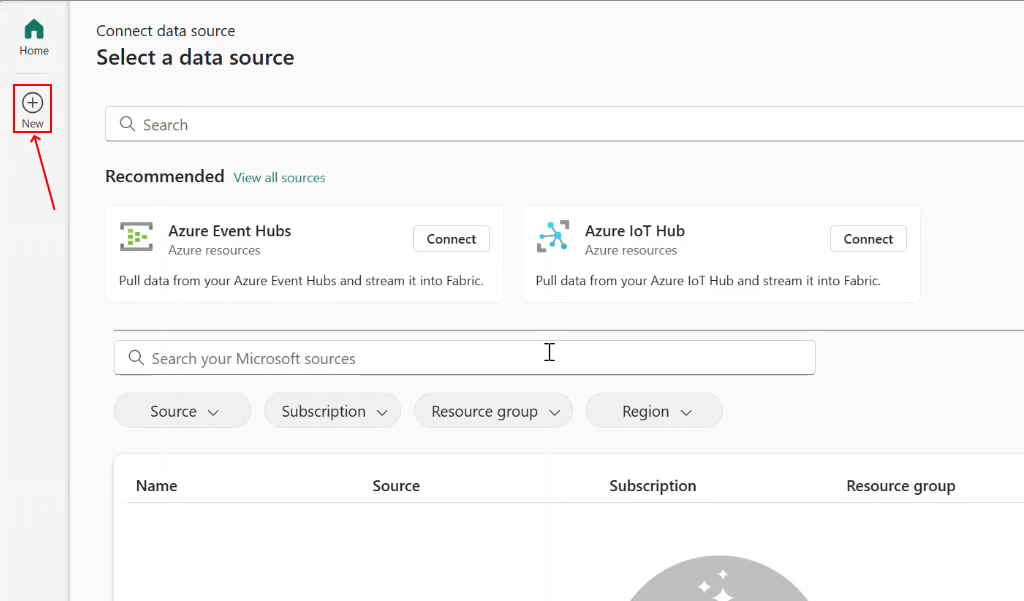 Home
New
Connect data source
Select a data source
Search
Recommended View all sources
Azure Event Hubs
Azure resources
Connect
Pull data from your Azure Event Hubs and stream it into Fabric.
Azure IoT Hub
Azure resources
Connect
Pull data from your Azure IoT Hub and stream it into Fabric.
Search your Microsoft sources
Source Subscription Resource group Region
Name Source Subscription Resource group